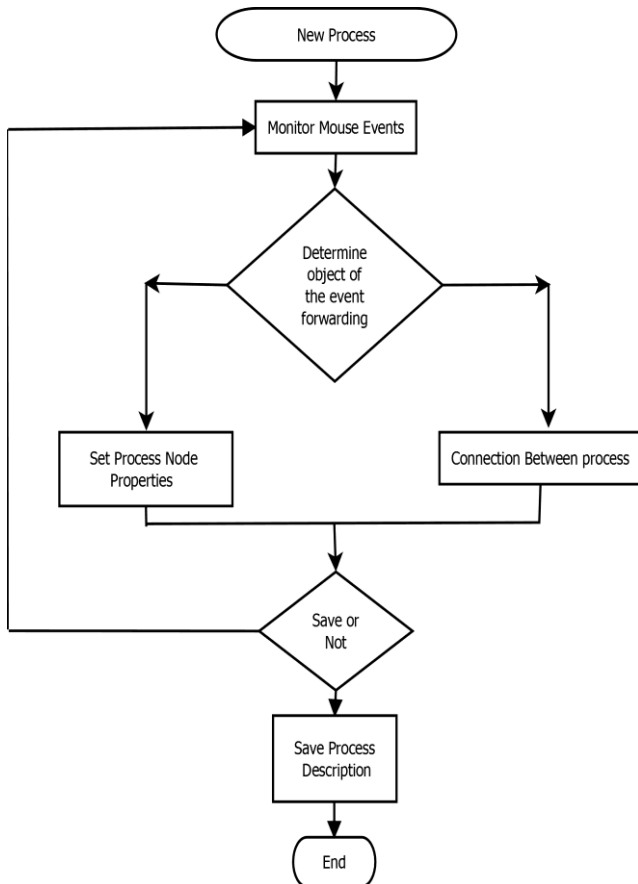 New Process
Monitor Mouse Events
Determine
object of
the event
forwarding
Set Process Node
Properties
Connection Between process
Save or
Not
Save Process
Description
End